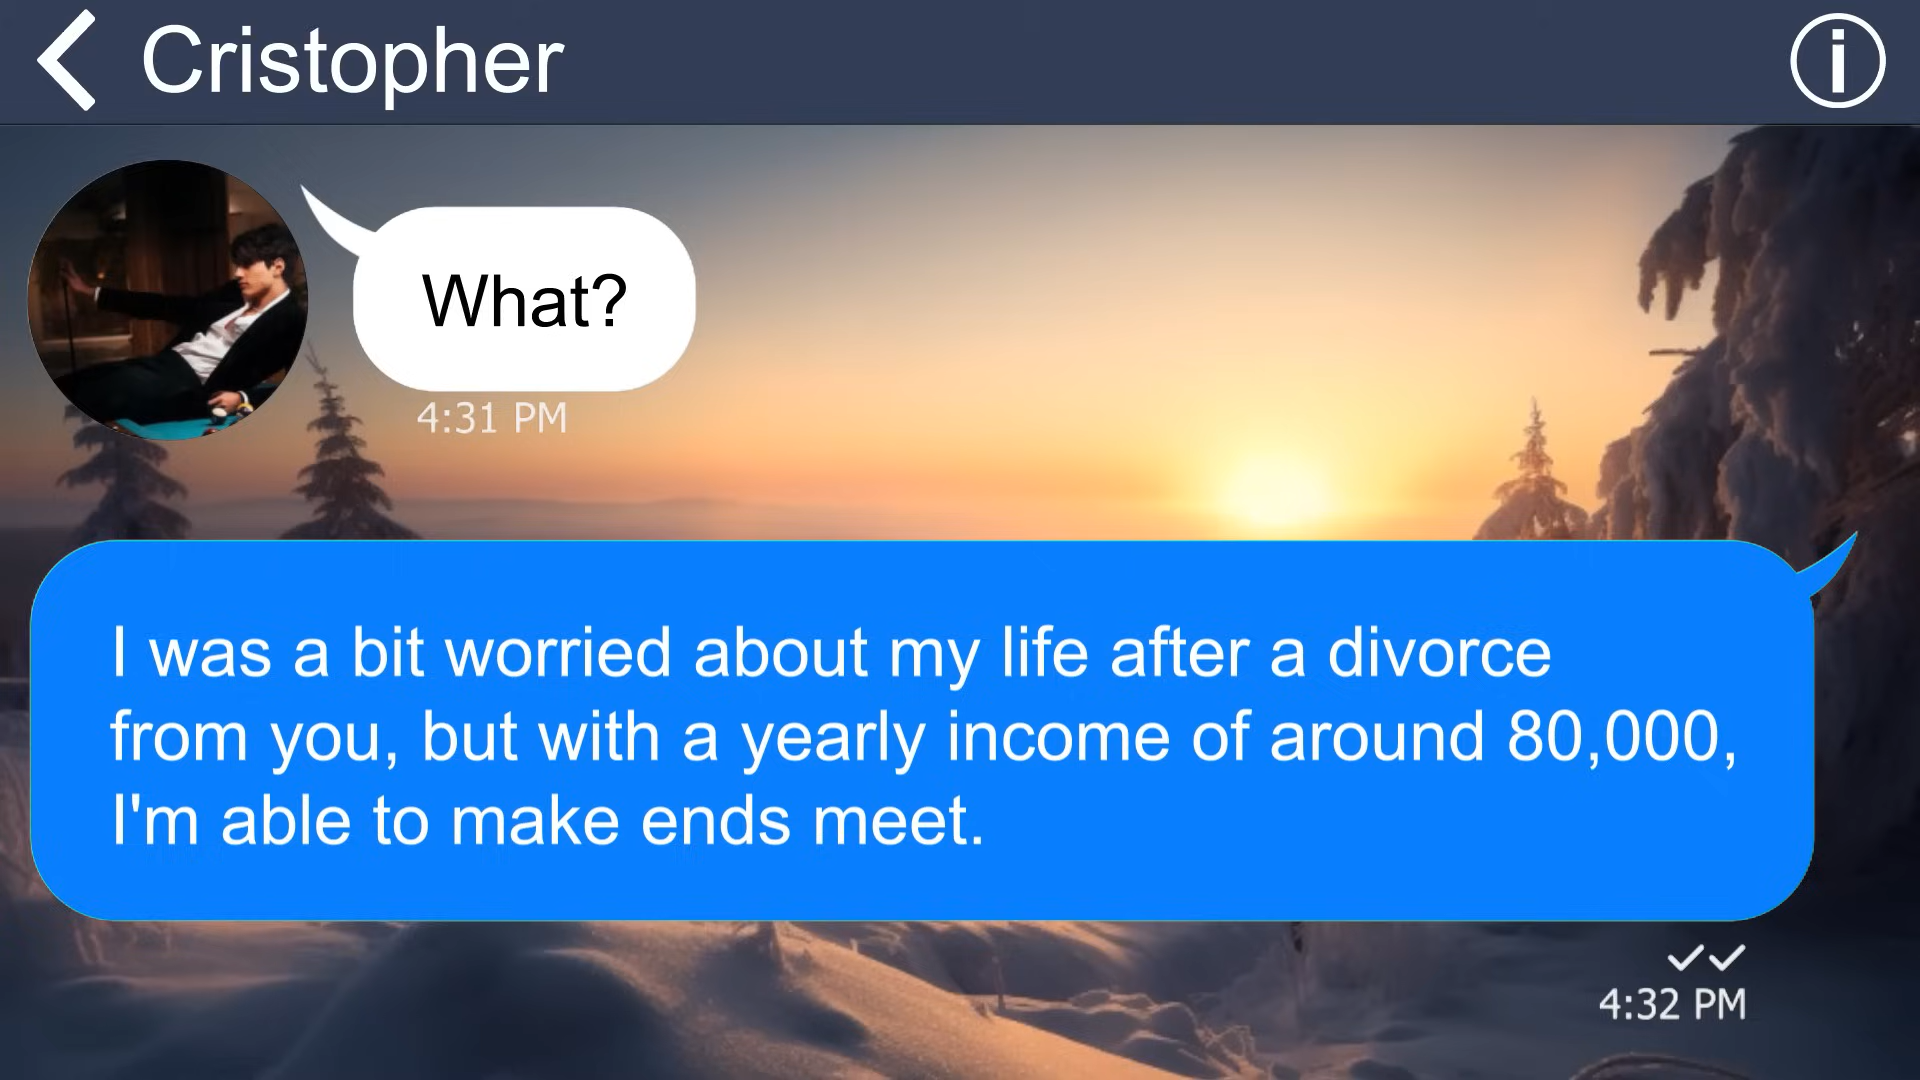 Cristopher
What?
4:31 PM
I was a bit worried about my life after a divorce
from you, but with a yearly income of around 80,000,
I'm able to make ends meet.
4:32 PM